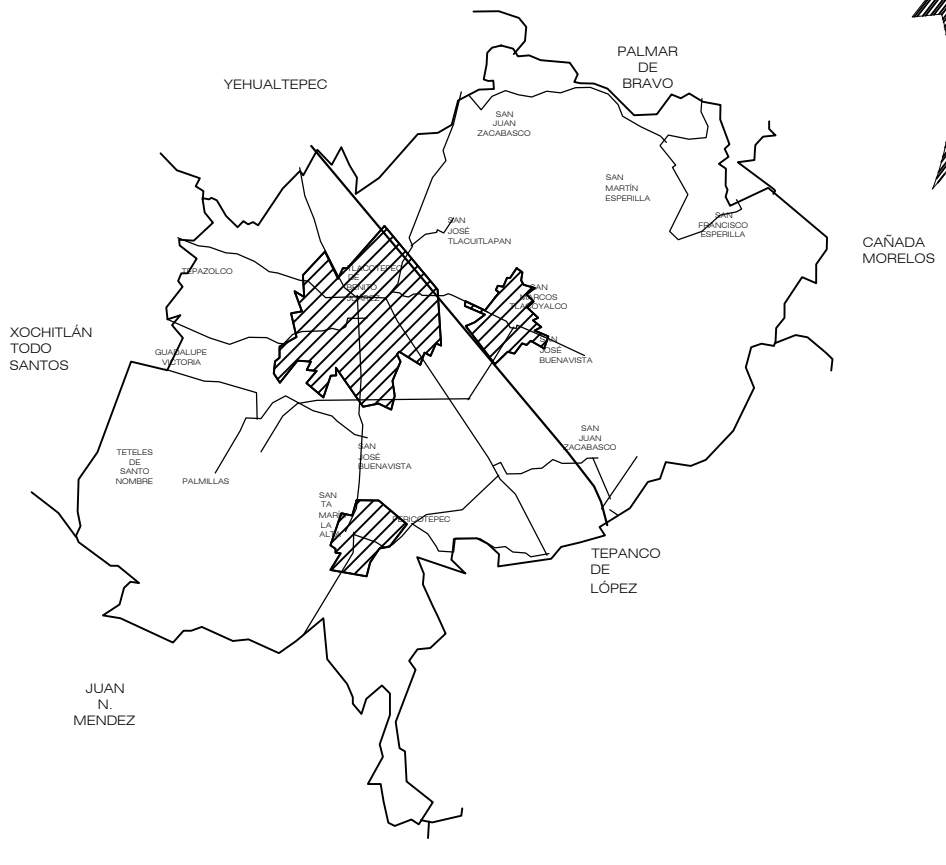 PALMAR
DE
BRAVO
YEHUALTEPEC
SAN
JUAN
ZACABASCO
SAN
MARTÍN
ESPERILLA
SAN
FRANCISCO
ESPERILLA
SAN
JOSÉ
TLACUITLAPAN
CAÑADA
MORELOS
TEPAZOLCO
TLACOTEPEC
DE
BENITO
JUÁREZ
SAN
MARCOS
TLACOYALCO
XOCHITLÁN
TODO
SANTOS
GUADALUPE
VICTORIA
SAN
JOSÉ
BUENAVISTA
SAN
JUAN
ZACABASCO
SAN
JOSÉ
BUENAVISTA
TETELES
DE
SANTO
NOMBRE
PALMILLAS
SAN
TA
MARÍA
LA
ALTA
PERICOTEPEC
TEPANCO
DE
LÓPEZ
JUAN
N.
MENDEZ